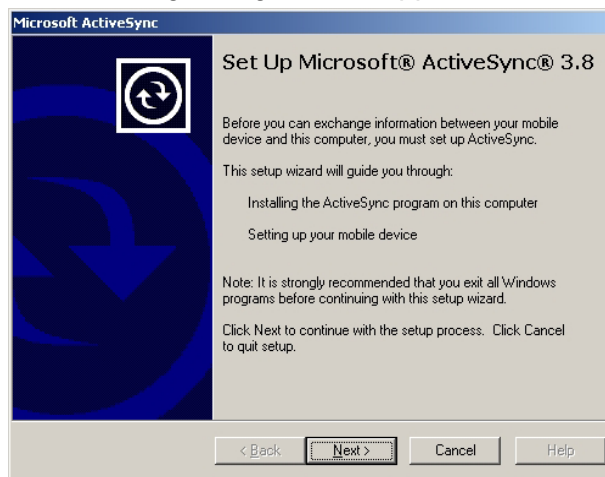 Microsoft ActiveSync
Set Up Microsoft® ActiveSync® 3.8
Before you can exchange information between your mobile
device and this computer, you must set up ActiveSync.
This setup wizard will guide you through:
Installing the ActiveSync program on this computer
Setting up your mobile device
Note: It is strongly recommended that you exit all Windows
programs before continuing with this setup wizard.
Click Next to continue with the setup process. Click Cancel
to quit setup.
< Back Next > Cancel Help